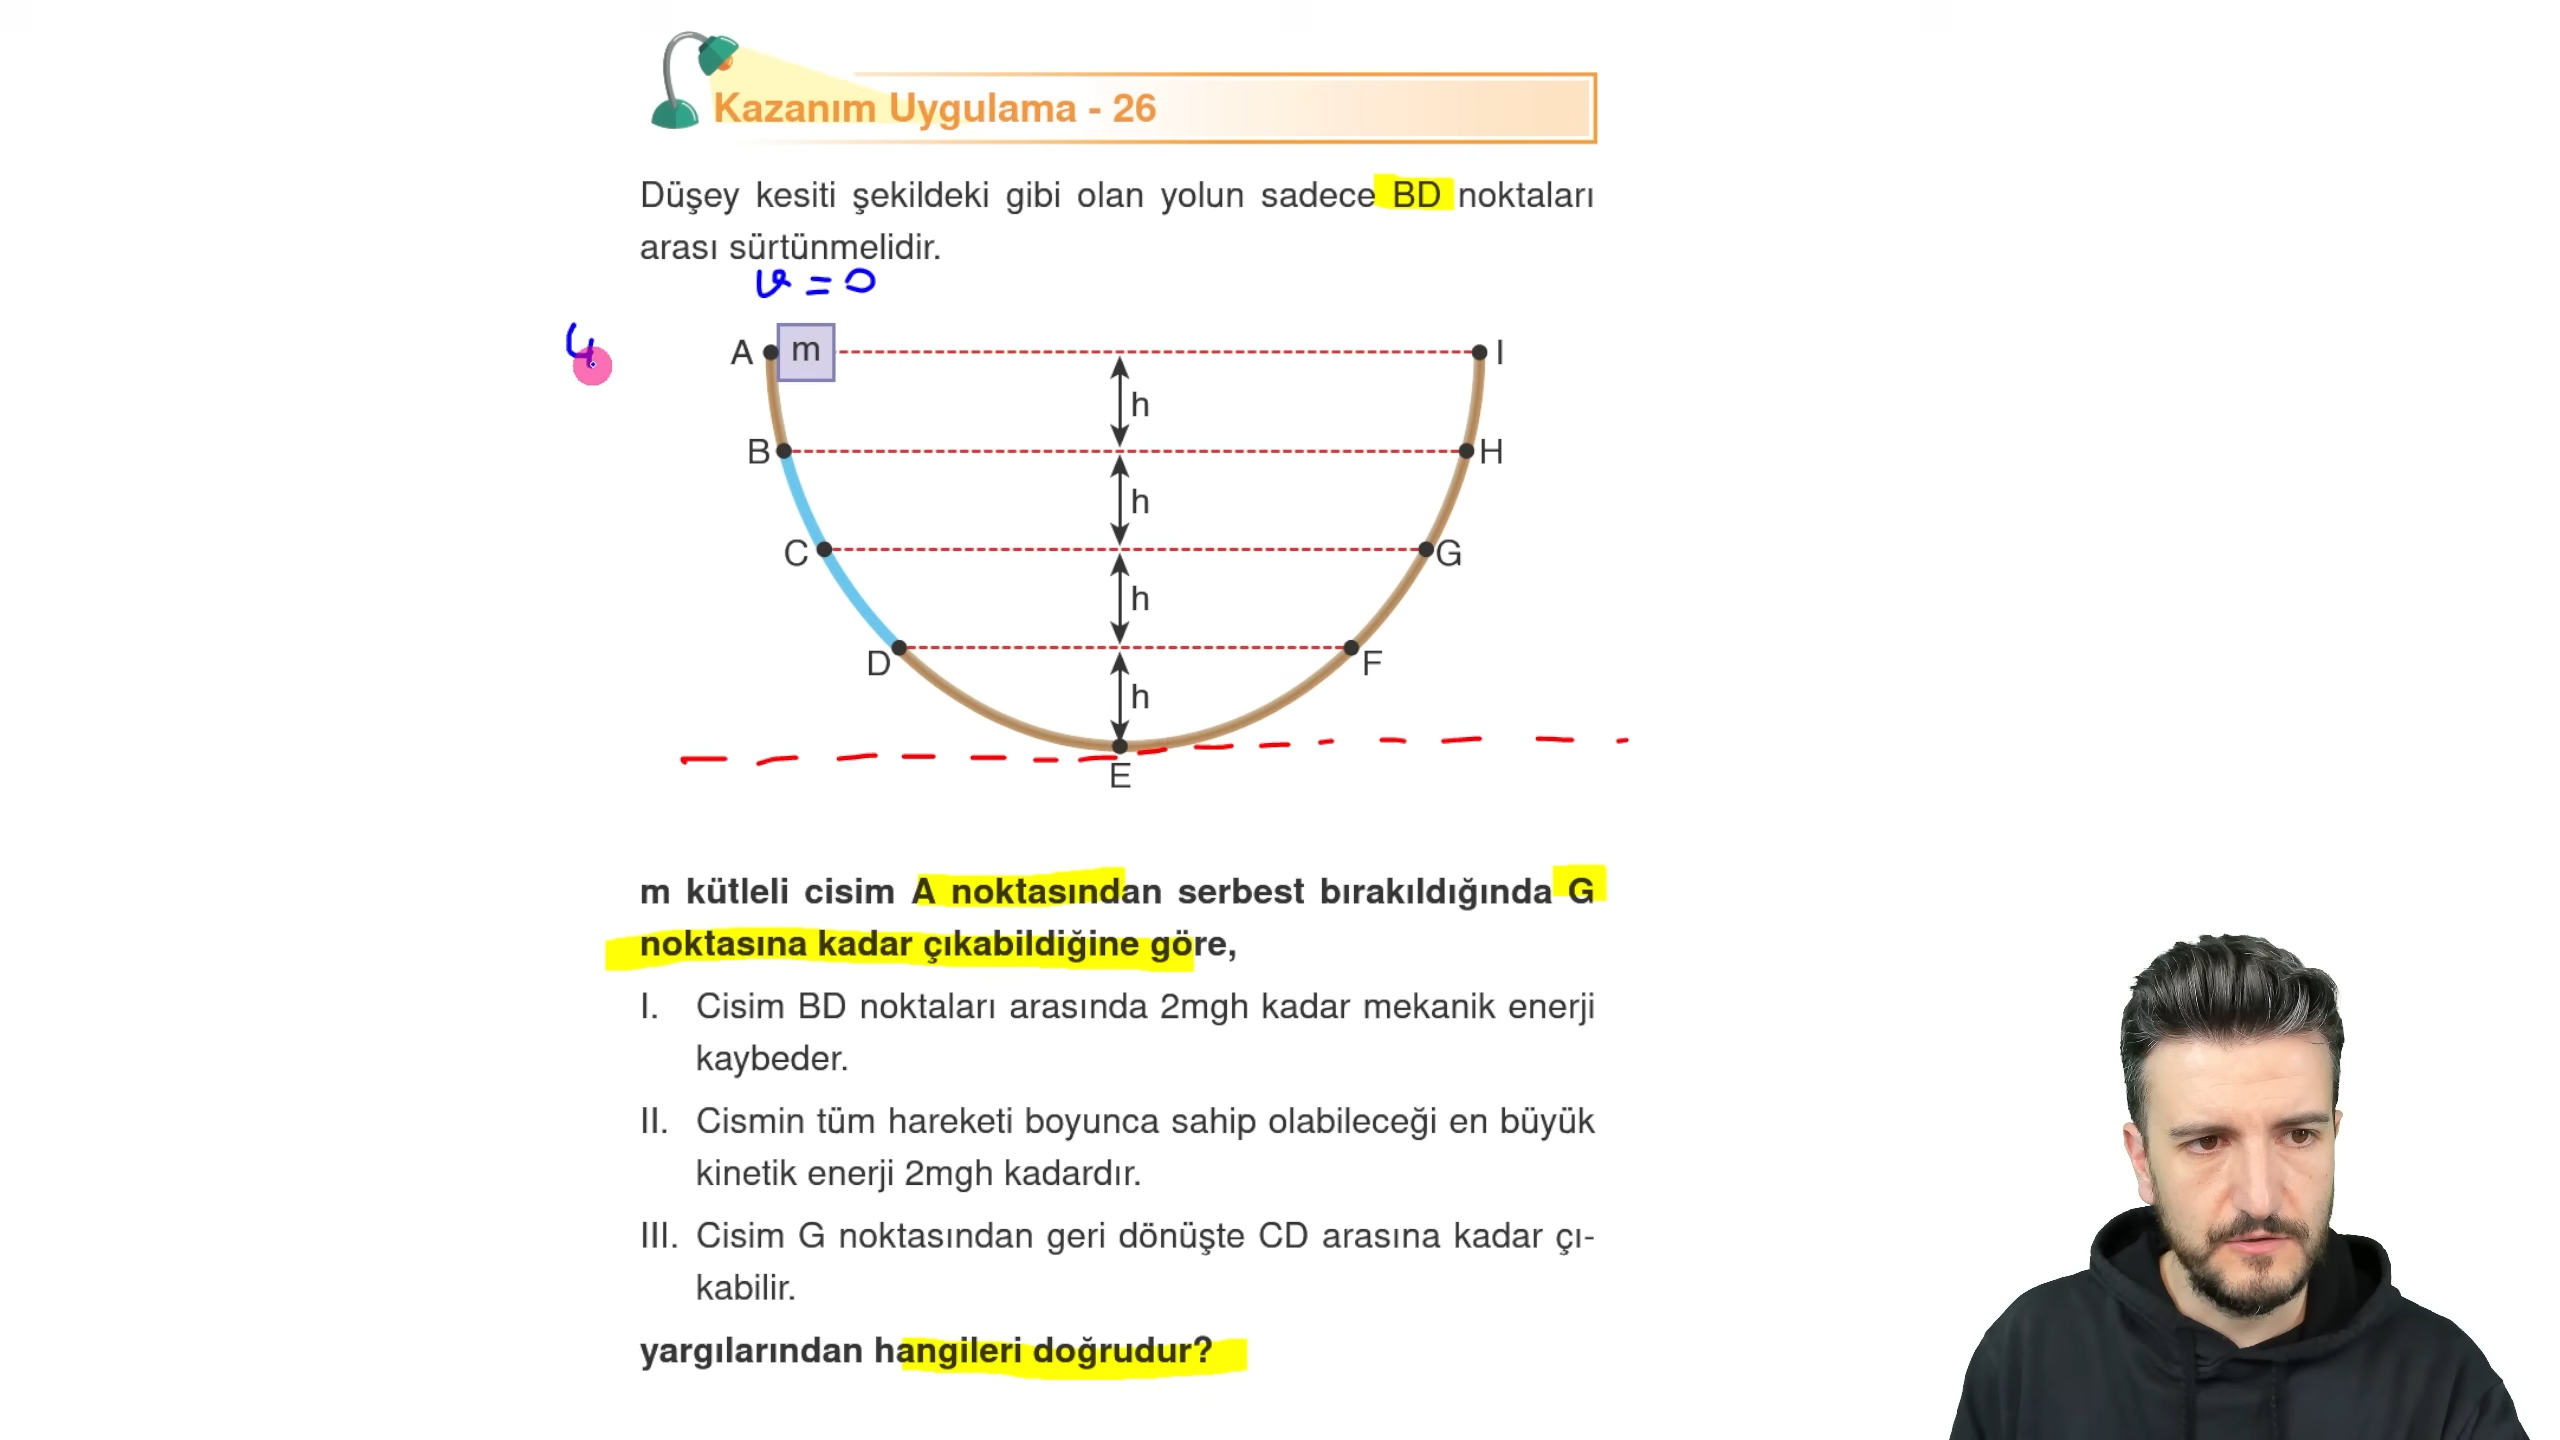 Kazanım Uygulama - 26
Düşey kesiti şekildeki gibi olan yolun sadece BD noktaları
arası sürtünmelidir.
v = 0
4
A m I
h
B H
h
C G
h
D F
h
E
m kütleli cisim A noktasından serbest bırakıldığında G
noktasına kadar çıkabildiğine göre,
I. Cisim BD noktaları arasında 2mgh kadar mekanik enerji
kaybeder.
II. Cismin tüm hareketi boyunca sahip olabileceği en büyük
kinetik enerji 2mgh kadardır.
III. Cisim G noktasından geri dönüşte CD arasına kadar çı-
kabilir.
yargılarından hangileri doğrudur?